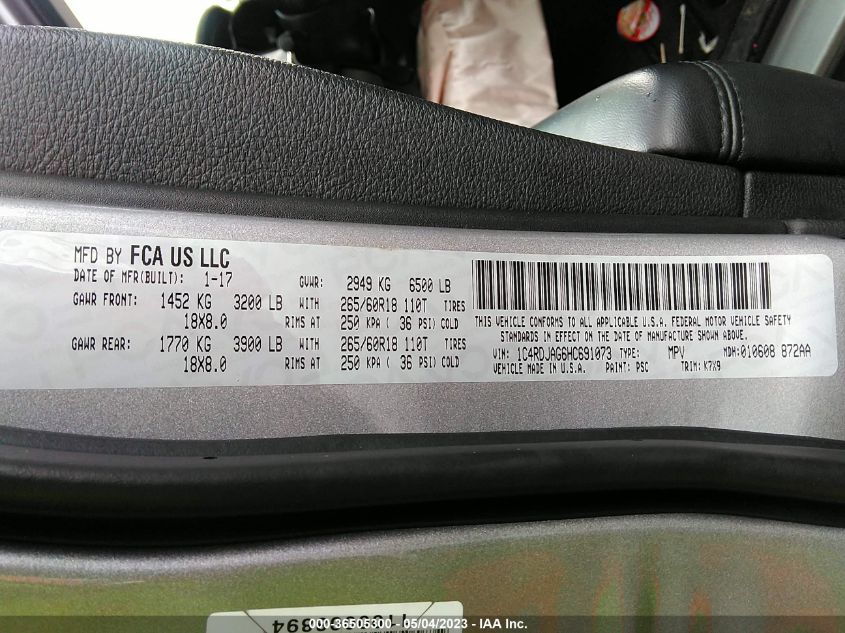 MFD BY FCA US LLC
DATE OF MFR(BUILT): 1-17 GVWR: 2949 KG 6500 LB
GAWR FRONT: 1452 KG 3200 LB WITH 265/60R18 110T TIRES
18X8.0 RIMS AT 250 KPA ( 36 PSI) COLD
GAWR REAR: 1770 KG 3900 LB WITH 265/60R18 110T TIRES
18X8.0 RIMS AT 250 KPA ( 36 PSI) COLD
THIS VEHICLE CONFORMS TO ALL APPLICABLE U.S.A. FEDERAL MOTOR VEHICLE SAFETY
STANDARDS IN EFFECT ON THE DATE OF MANUFACTURE SHOWN ABOVE.
VIN: 1C4RDJAG6HC691073 TYPE: MPV MDH: 010608 872AA
VEHICLE MADE IN U.S.A. PAINT: PSC TRIM: K7X9
000-36505300 - 05/04/2023 - IAA Inc.